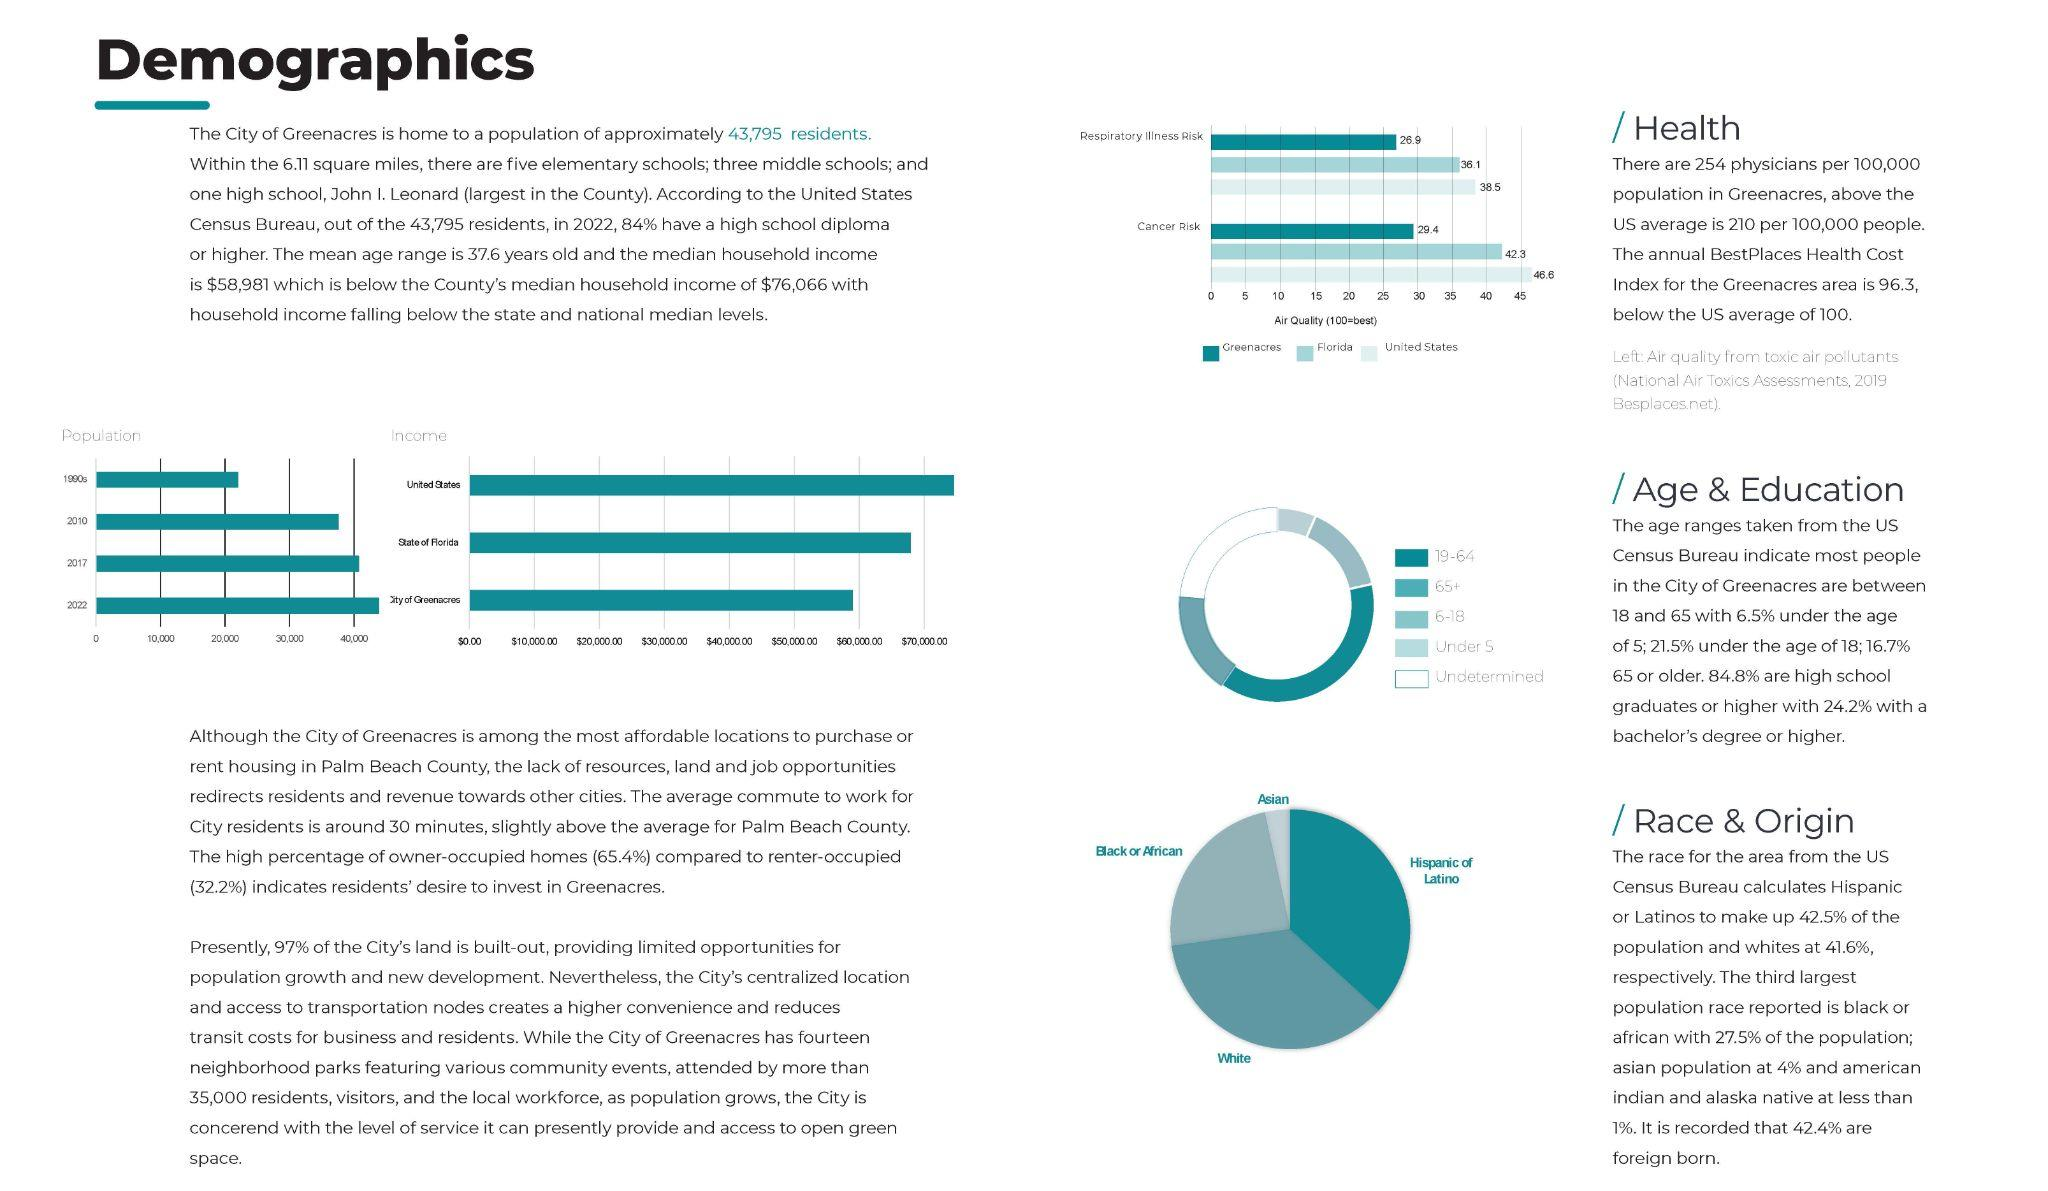 Demographics
The City of Greenacres is home to a population of approximately 43,795 residents.
Within the 6.11 square miles, there are five elementary schools; three middle schools; and
one high school, John I. Leonard (largest in the County). According to the United States
Census Bureau, out of the 43,795 residents, in 2022, 84% have a high school diploma
or higher. The mean age range is 37.6 years old and the median household income
is $58,981 which is below the County's median household income of $76,066 with
household income falling below the state and national median levels.
Population
1990s
2010
2017
2022
0 10,000 20,000 30,000 40,000
Income
United States
State of Florida
City of Greenacres
$0.00 $10,000.00 $20,000.00 $30,000.00 $40,000.00 $50,000.00 $60,000.00 $70,000.00
Although the City of Greenacres is among the most affordable locations to purchase or
rent housing in Palm Beach County, the lack of resources, land and job opportunities
redirects residents and revenue towards other cities. The average commute to work for
City residents is around 30 minutes, slightly above the average for Palm Beach County.
The high percentage of owner-occupied homes (65.4%) compared to renter-occupied
(32.2%) indicates residents' desire to invest in Greenacres.
Presently, 97% of the City's land is built-out, providing limited opportunities for
population growth and new development. Nevertheless, the City's centralized location
and access to transportation nodes creates a higher convenience and reduces
transit costs for business and residents. While the City of Greenacres has fourteen
neighborhood parks featuring various community events, attended by more than
35,000 residents, visitors, and the local workforce, as population grows, the City is
concerend with the level of service it can presently provide and access to open green
space.
Respiratory Illness Risk
26.9
36.1
38.5
Cancer Risk
29.4
42.3
46.6
0 5 10 15 20 25 30 35 40 45
Air Quality (100=best)
Greenacres Florida United States
/ Health
There are 254 physicians per 100,000
population in Greenacres, above the
US average is 210 per 100,000 people.
The annual BestPlaces Health Cost
Index for the Greenacres area is 96.3,
below the US average of 100.
Left: Air quality from toxic air pollutants
(National Air Toxics Assessments, 2019
Besplaces.net).
19-64
65+
6-18
Under 5
Undetermined
/ Age & Education
The age ranges taken from the US
Census Bureau indicate most people
in the City of Greenacres are between
18 and 65 with 6.5% under the age
of 5; 21.5% under the age of 18; 16.7%
65 or older. 84.8% are high school
graduates or higher with 24.2% with a
bachelor's degree or higher.
Asian
Black or African
Hispanic of
Latino
White
/ Race & Origin
The race for the area from the US
Census Bureau calculates Hispanic
or Latinos to make up 42.5% of the
population and whites at 41.6%,
respectively. The third largest
population race reported is black or
african with 27.5% of the population;
asian population at 4% and american
indian and alaska native at less than
1%. It is recorded that 42.4% are
foreign born.